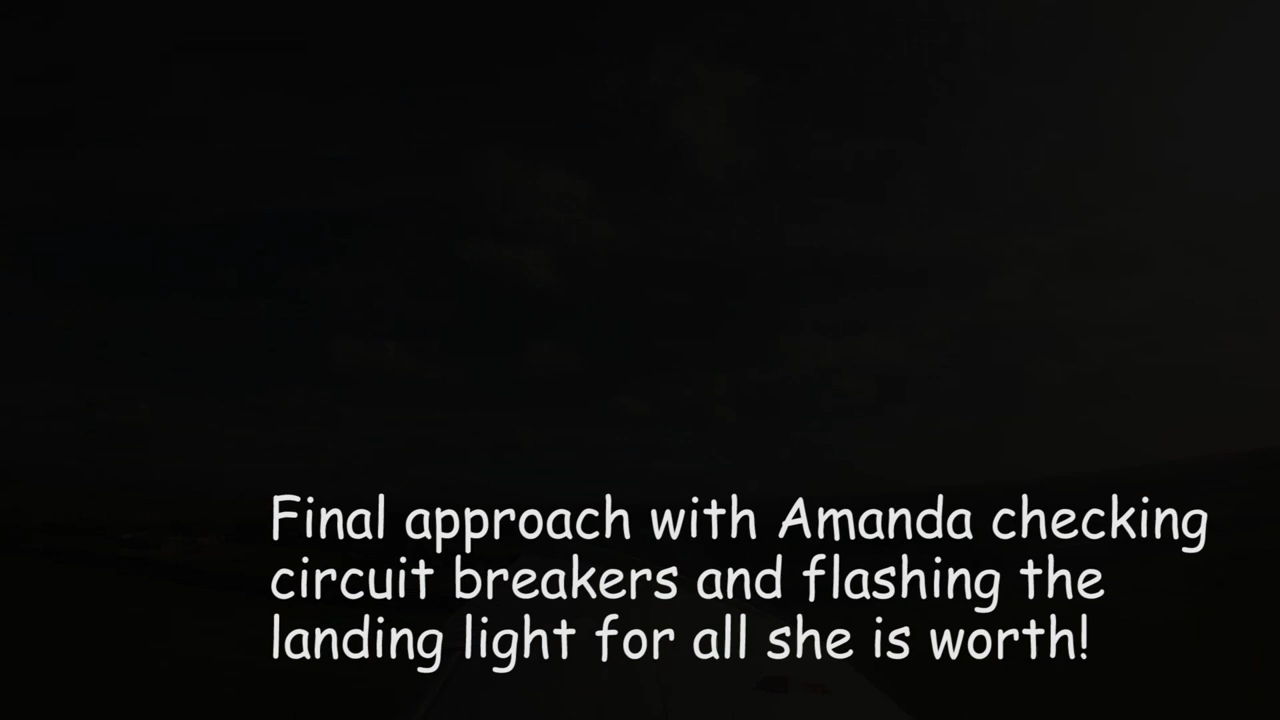 Final approach with Amanda checking
circuit breakers and flashing the
landing light for all she is worth!